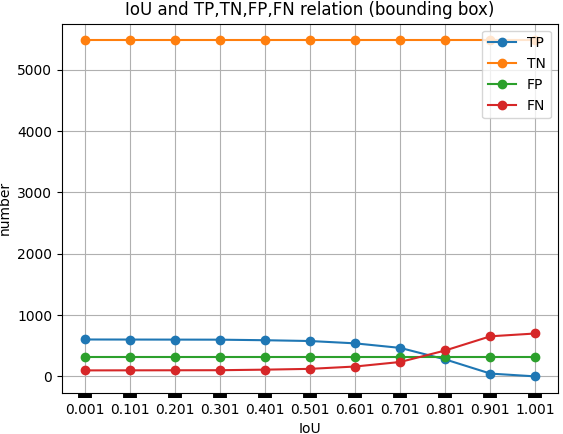 IoU and TP,TN,FP,FN relation (bounding box)
TP
TN
FP
FN
5000
4000
3000
2000
1000
0
number
0.001 0.101 0.201 0.301 0.401 0.501 0.601 0.701 0.801 0.901 1.001
IoU